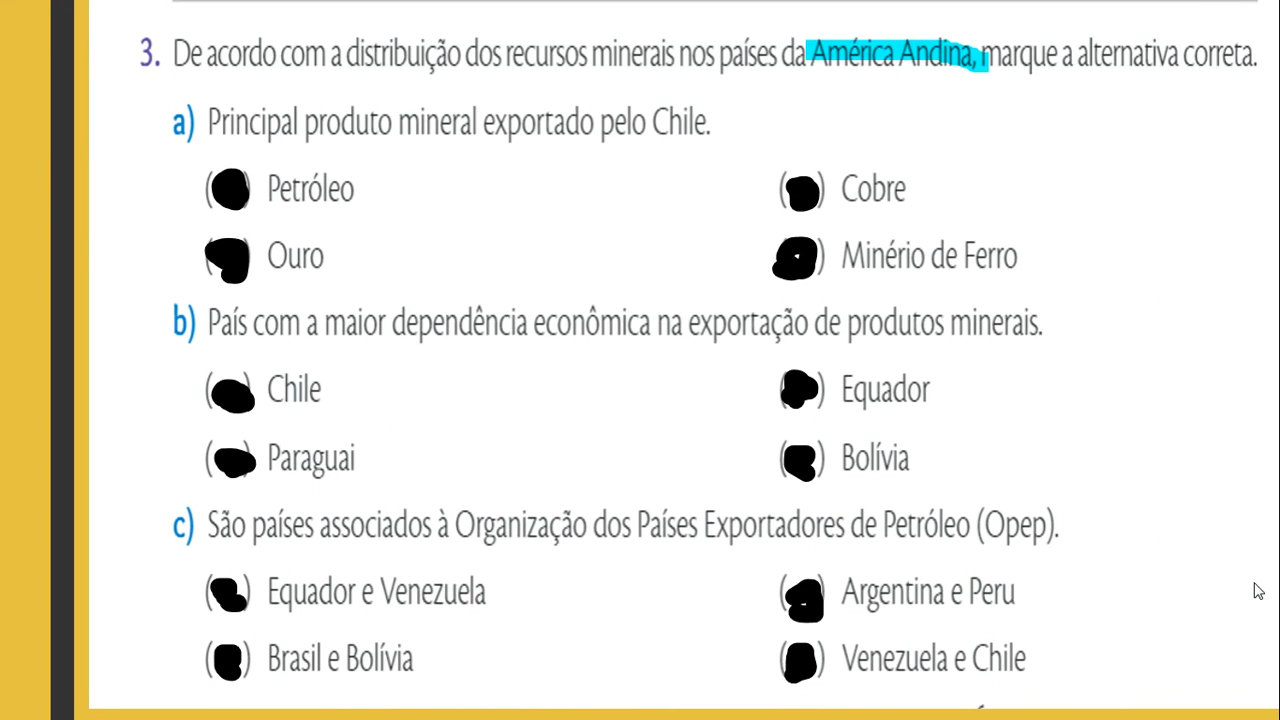 3. De acordo com a distribuição dos recursos minerais nos países da América Andina, marque a alternativa correta.
a) Principal produto mineral exportado pelo Chile.
( ) Petróleo ( ) Cobre
( ) Ouro ( ) Minério de Ferro
b) País com a maior dependência econômica na exportação de produtos minerais.
( ) Chile ( ) Equador
( ) Paraguai ( ) Bolívia
c) São países associados à Organização dos Países Exportadores de Petróleo (Opep).
( ) Equador e Venezuela ( ) Argentina e Peru
( ) Brasil e Bolívia ( ) Venezuela e Chile